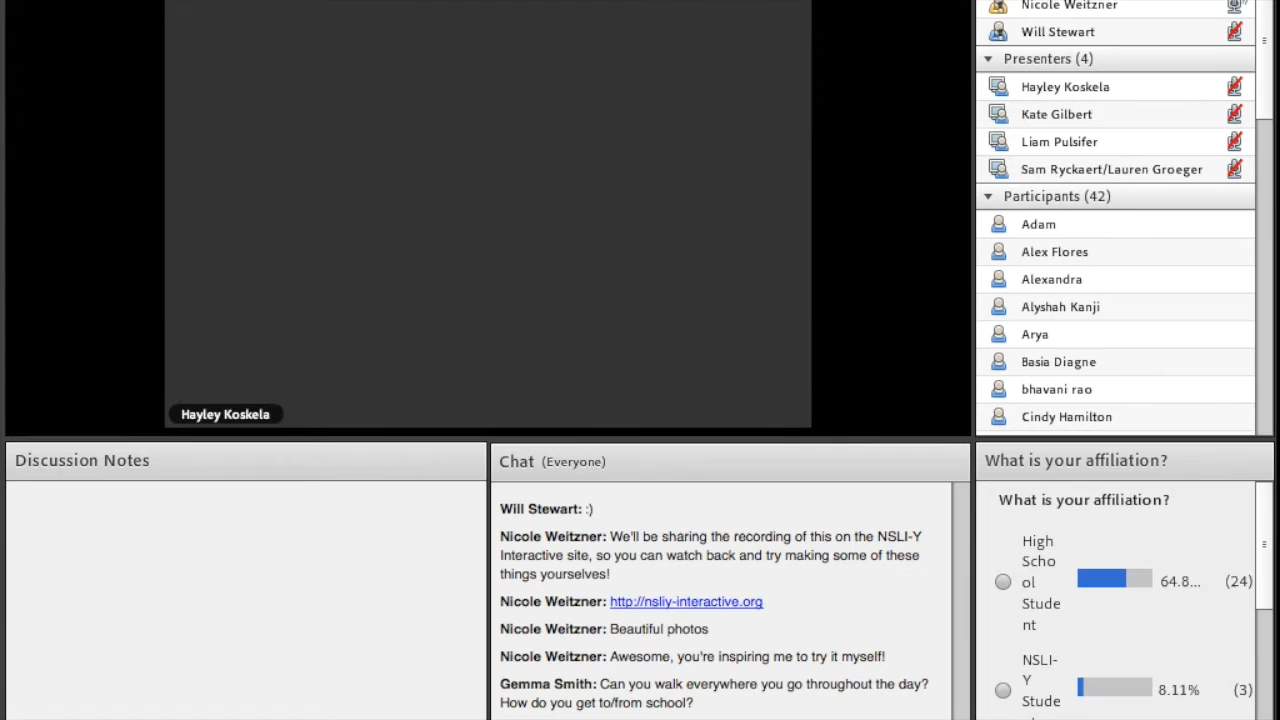 Nicole Weitzner
Will Stewart
Presenters (4)
Hayley Koskela
Kate Gilbert
Liam Pulsifer
Sam Ryckaert/Lauren Groeger
Participants (42)
Adam
Alex Flores
Alexandra
Alyshah Kanji
Arya
Basia Diagne
bhavani rao
Cindy Hamilton
Hayley Koskela
Discussion Notes
Chat (Everyone)
Will Stewart: :)
Nicole Weitzner: We'll be sharing the recording of this on the NSLI-Y
Interactive site, so you can watch back and try making some of these
things yourselves!
Nicole Weitzner: http://nsliy-interactive.org
Nicole Weitzner: Beautiful photos
Nicole Weitzner: Awesome, you're inspiring me to try it myself!
Gemma Smith: Can you walk everywhere you go throughout the day?
How do you get to/from school?
What is your affiliation?
What is your affiliation?
High
Scho
ol
Stude
nt
64.8... (24)
NSLI-
Y
Stude
8.11% (3)